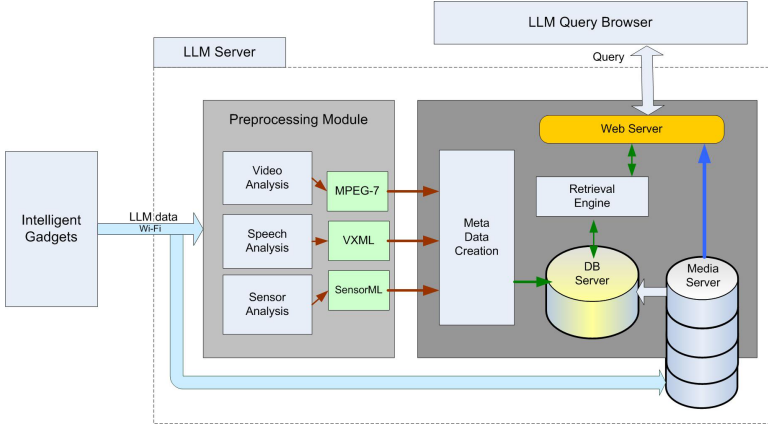 LLM Query Browser
LLM Server
Query
Preprocessing Module
Web Server
Video
Analysis
MPEG-7
Retrieval
Engine
Intelligent
Gadgets
LLM data
Wi-Fi
Speech
Analysis
VXML
Meta
Data
Creation
DB
Server
Media
Server
Sensor
Analysis
SensorML